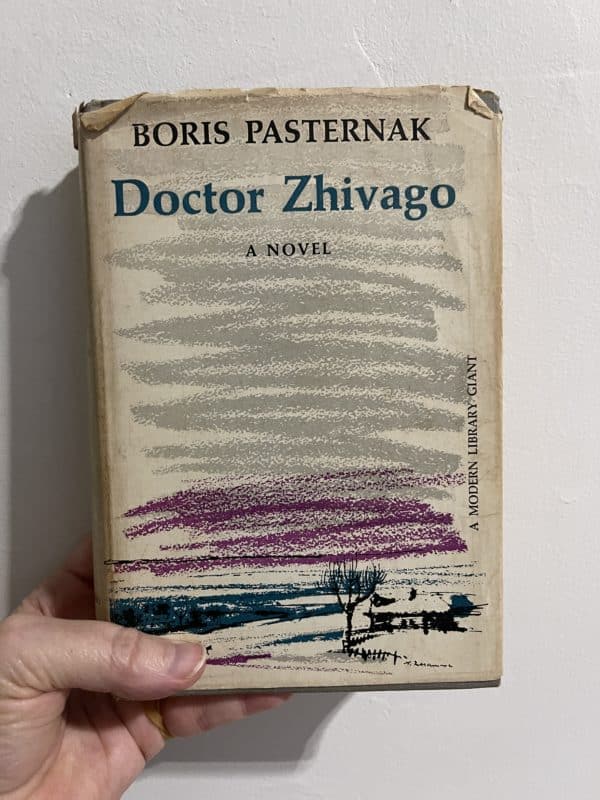 BORIS PASTERNAK
Doctor Zhivago
A NOVEL
A MODERN LIBRARY GIANT